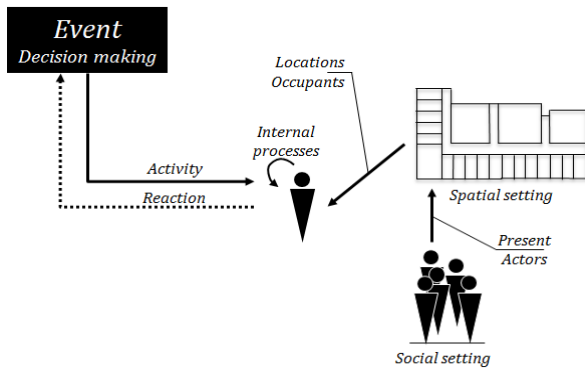 Event
Decision making
Locations
Occupants
Internal
processes
Activity
Reaction
Spatial setting
Present
Actors
Social setting